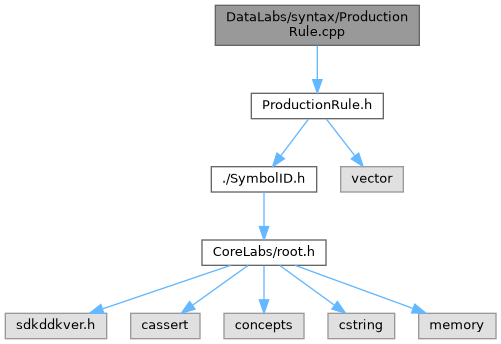 DataLabs/syntax/Production
Rule.cpp
ProductionRule.h
./SymbolID.h
vector
CoreLabs/root.h
sdkddkver.h
cassert
concepts
cstring
memory